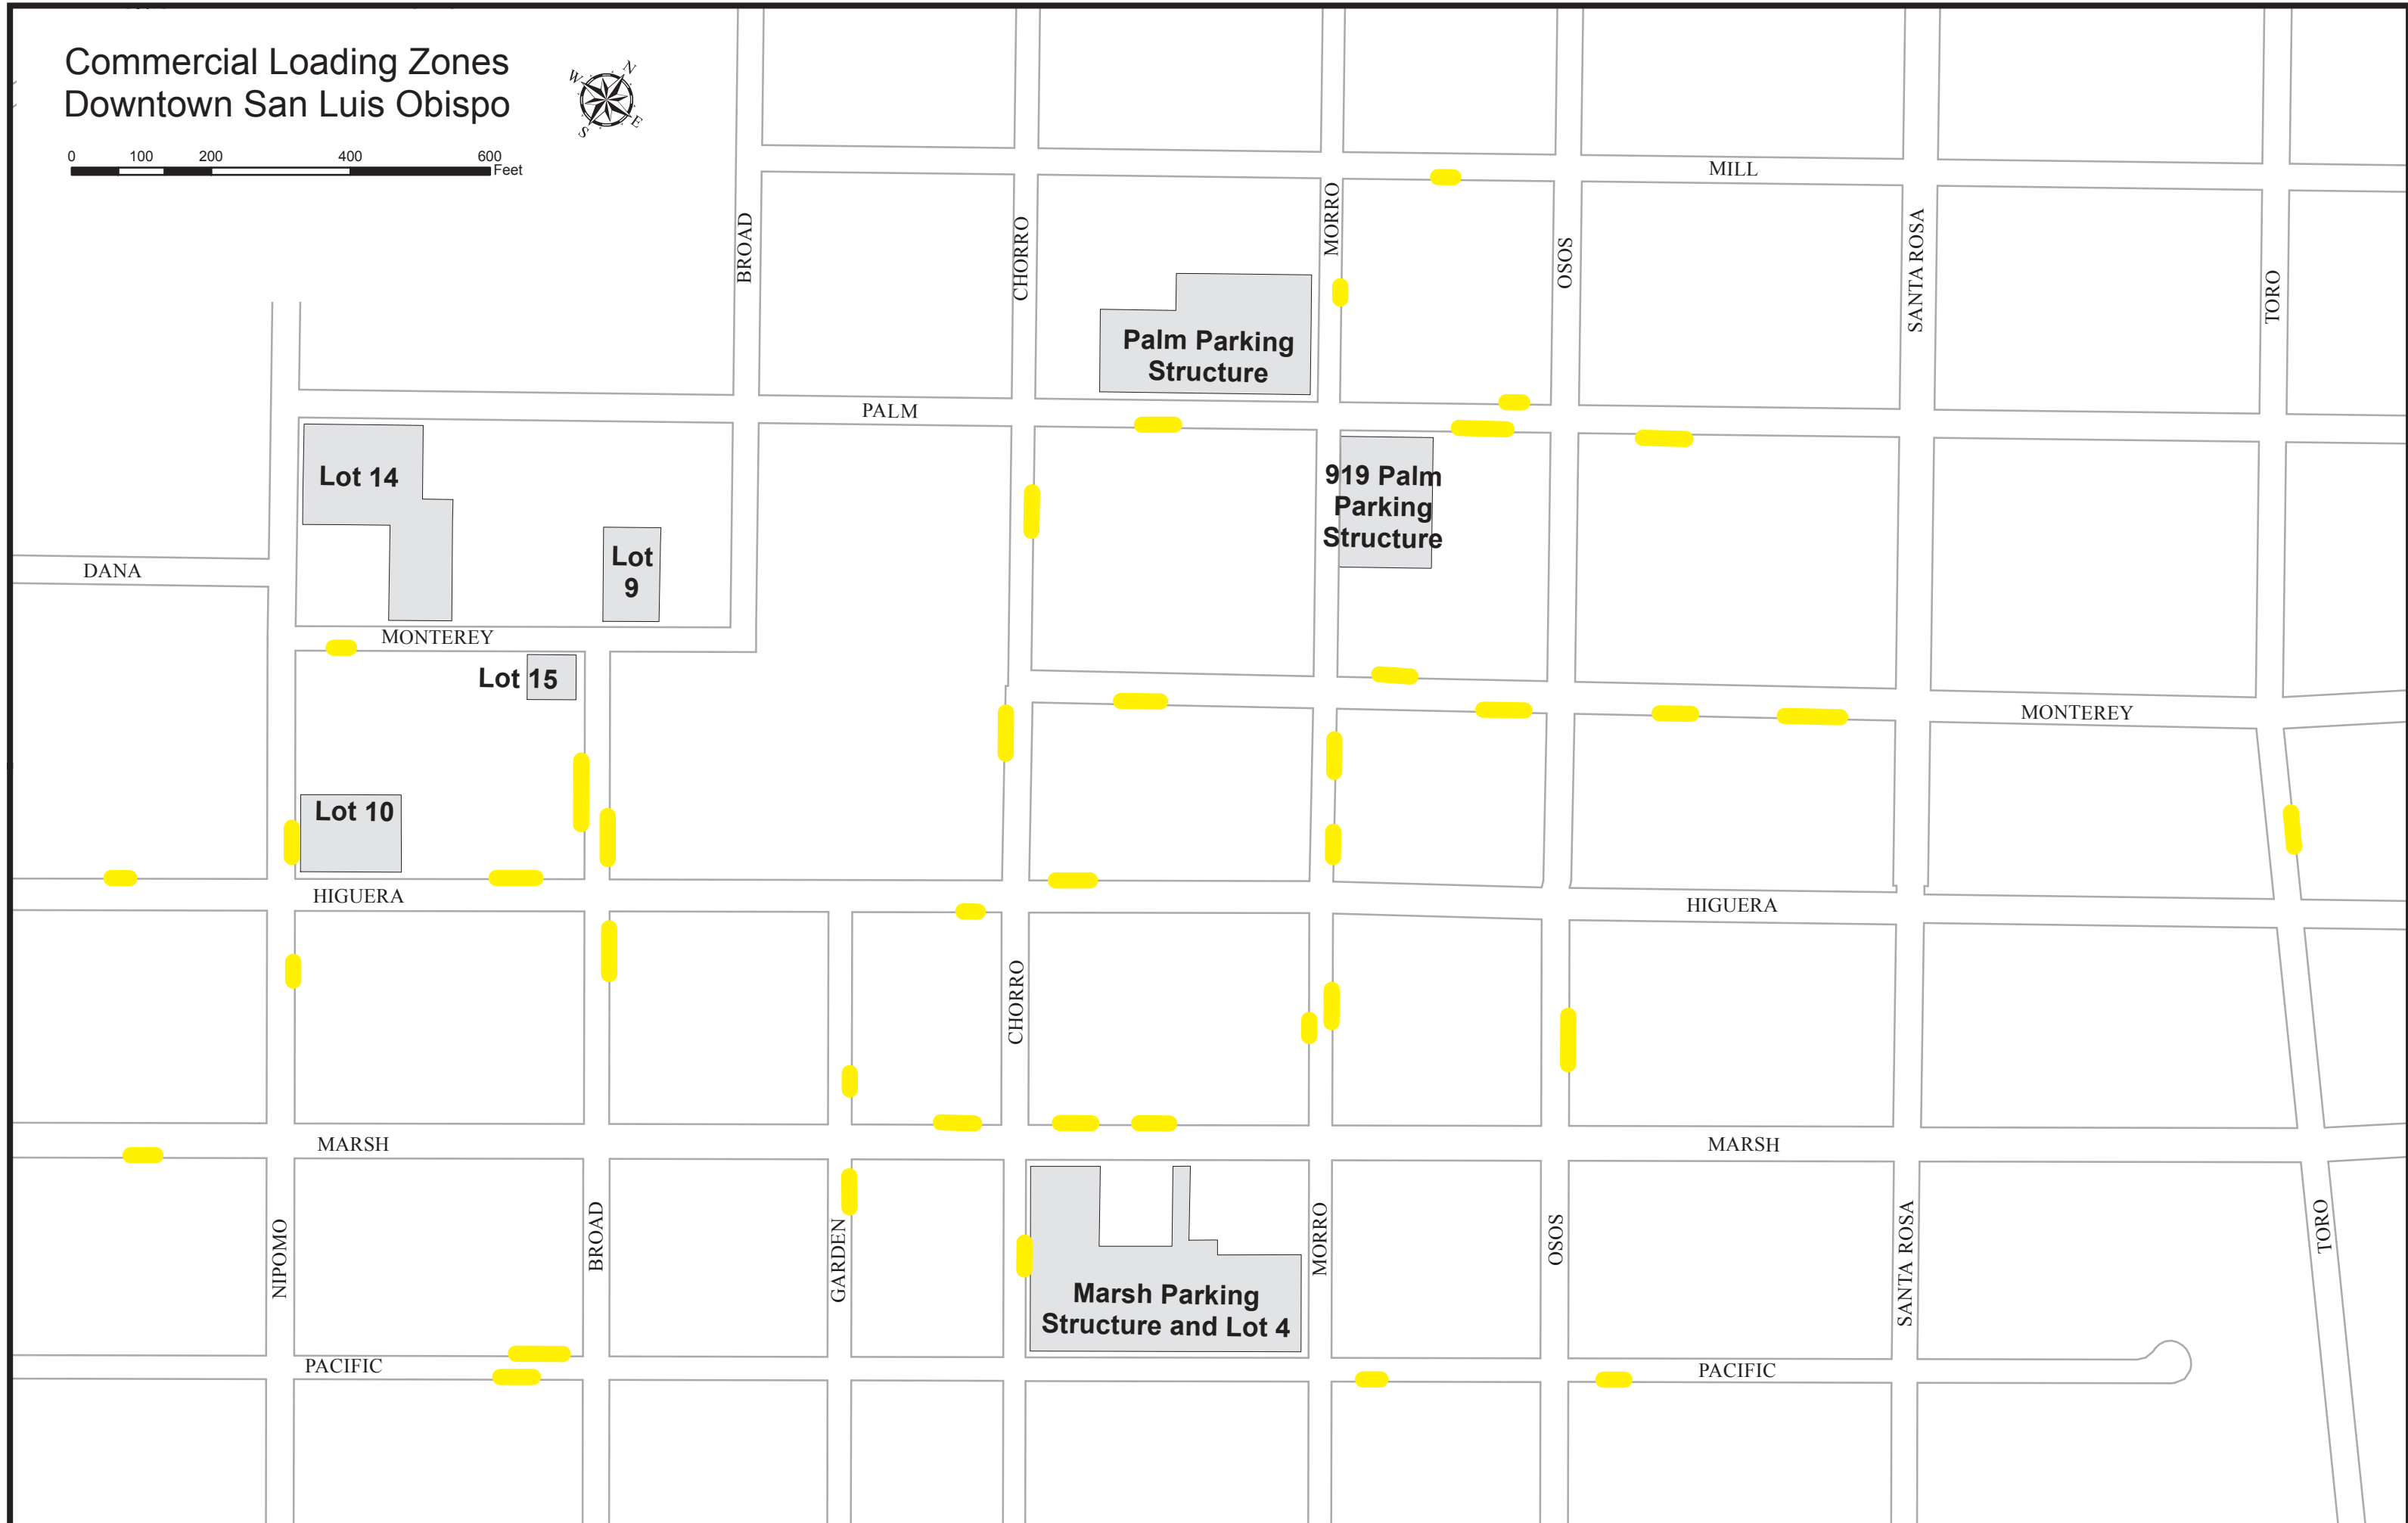 Commercial Loading Zones
Downtown San Luis Obispo
N
W
E
S
0 100 200 400 600
Feet
MILL
BROAD
CHORRO
MORRO
OSOS
SANTA ROSA
TORO
Palm Parking
Structure
PALM
Lot 14
919 Palm
Parking
Structure
Lot
9
DANA
MONTEREY
Lot 15
MONTEREY
Lot 10
HIGUERA
HIGUERA
CHORRO
MARSH
MARSH
NIPOMO
BROAD
GARDEN
MORRO
OSOS
SANTA ROSA
TORO
Marsh Parking
Structure and Lot 4
PACIFIC
PACIFIC